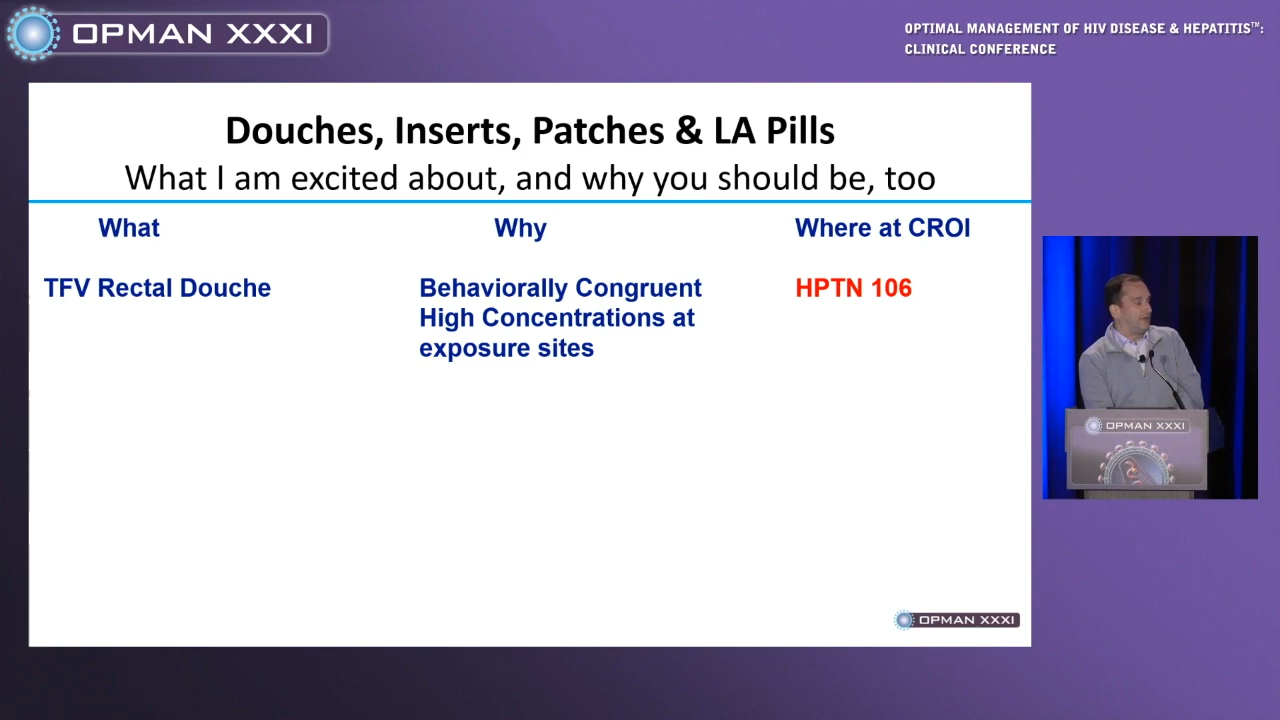 OPMAN XXXI
OPTIMAL MANAGEMENT OF HIV DISEASE & HEPATITIS™:
CLINICAL CONFERENCE
Douches, Inserts, Patches & LA Pills
What I am excited about, and why you should be, too
What Why Where at CROI
TFV Rectal Douche Behaviorally Congruent HPTN 106
High Concentrations at
exposure sites
OPMAN XXXI
OPMAN XXXI